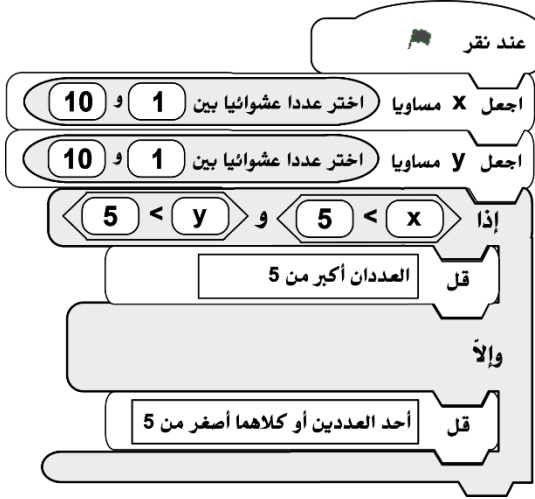 عند نقر
اجعل x مساويا اختر عددا عشوائيا بين 1 و 10
اجعل y مساويا اختر عددا عشوائيا بين 1 و 10
إذا x > 5 و y > 5
قل العددان أكبر من 5
وإلاّ
قل أحد العددين أو كلاهما أصغر من 5